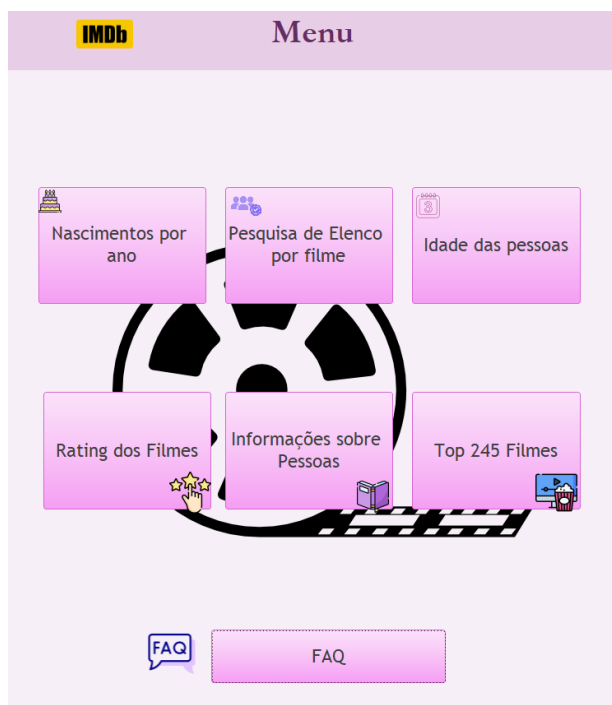 IMDb
Menu
Nascimentos por
ano
Pesquisa de Elenco
por filme
3
Idade das pessoas
Rating dos Filmes
Informações sobre
Pessoas
Top 245 Filmes
FAQ
FAQ